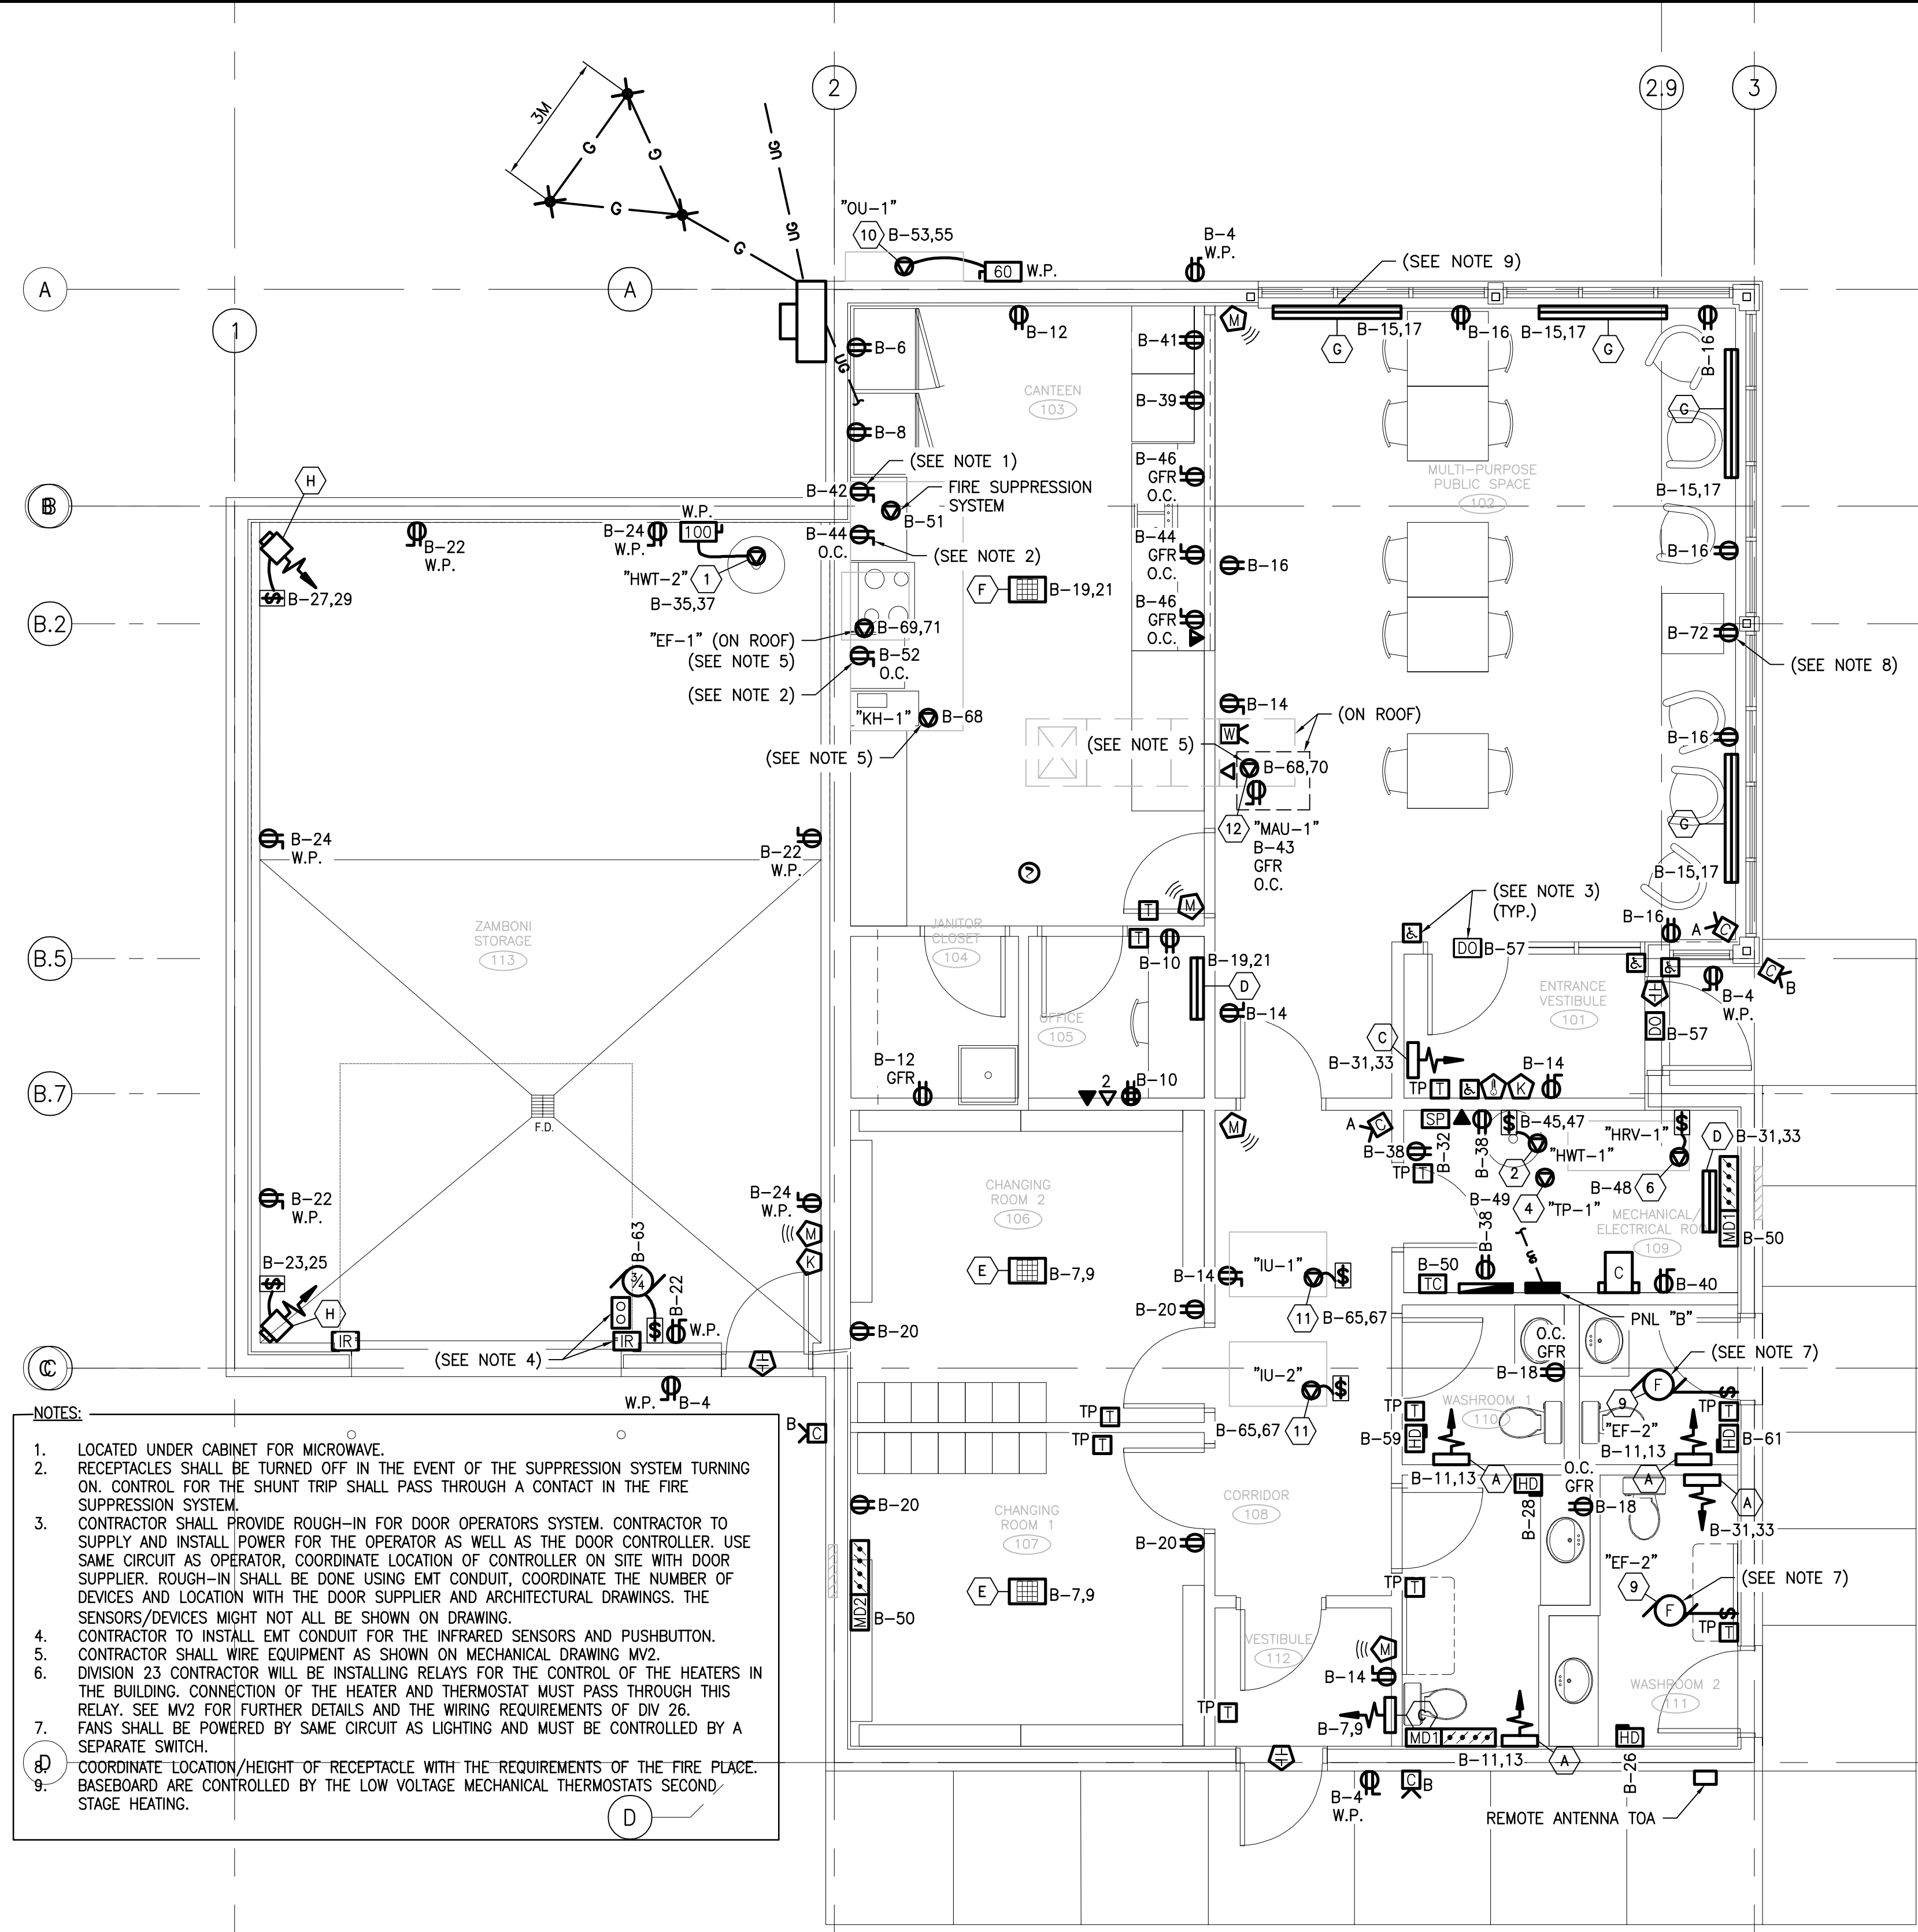 1
2
2.9
3
3M
G
G
G
G
UG
UG
"OU-1"
10
B-53,55
60
W.P.
B-4
W.P.
(SEE NOTE 9)
A
A
B-6
UG
B-8
B-12
CANTEEN
103
B-41
B-39
M
B-15,17
G
B-16
B-15,17
G
B-16
G
B-15,17
B
B
H
B-22
W.P.
B-24
W.P.
W.P.
100
"HWT-2"
1
B-35,37
$
B-27,29
B-42
(SEE NOTE 1)
FIRE SUPPRESSION
SYSTEM
B-51
B-44
O.C.
(SEE NOTE 2)
B-46
GFR
O.C.
B-44
GFR
O.C.
B-46
GFR
O.C.
B-16
MULTI-PURPOSE
PUBLIC SPACE
102
B-16
B.2
F
B-19,21
"EF-1" (ON ROOF)
(SEE NOTE 5)
B-69,71
B-52
O.C.
(SEE NOTE 2)
B-72
(SEE NOTE 8)
"KH-1"
B-68
(SEE NOTE 5)
B-14
W
(ON ROOF)
(SEE NOTE 5)
B-68,70
12
"MAU-1"
B-43
GFR
O.C.
B-16
G
B-15,17
B-24
W.P.
B-22
W.P.
ZAMBONI
STORAGE
113
F.D.
T
M
(SEE NOTE 3)
(TYP.)
B-16
A
C
B.5
JANITOR
CLOSET
104
T
B-10
B-19,21
D
B-14
DO
B-57
ENTRANCE
VESTIBULE
101
C
B
B-4
W.P.
DO
B-57
OFFICE
105
C
B-31,33
TP
T
K
B-14
B.7
B-12
GFR
2
B-10
M
A
C
SP
B-32
B-38
B-38
TP
T
$
B-45,47
"HWT-1"
2
B-49
4
"TP-1"
"HRV-1"
$
D
B-31,33
B-48
6
MECHANICAL/
ELECTRICAL RO
109
MD1
B-50
B-22
W.P.
B-24
W.P.
M
K
CHANGING
ROOM 2
106
E
B-7,9
B-14
"IU-1"
$
11
B-65,67
B-38
UG
B-50
TC
C
B-40
PNL "B"
B-23,25
$
H
B-63
3/4
B-22
W.P.
$
IR
IR
(SEE NOTE 4)
B-20
B-20
C
C
W.P.
B-4
"IU-2"
$
11
B-65,67
O.C.
GFR
B-18
(SEE NOTE 7)
F
$
9
"EF-2"
WASHROOM 1
110
TP
T
B-59
HD
B-11,13
A
TP
T
HD
B-61
B-11,13
A
B
C
TP
T
TP
T
HD
B-28
O.C.
GFR
B-18
A
B-31,33
B-20
CORRIDOR
108
CHANGING
ROOM 1
107
B-20
E
B-7,9
MD2
B-50
TP
T
"EF-2"
9
(SEE NOTE 7)
F
$
TP
T
VESTIBULE
112
M
B-14
TP
T
B-7,9
MD1
B-11,13
A
WASHROOM 2
111
HD
B-26
B-4
W.P.
C
B
REMOTE ANTENNA TOA
D
D
NOTES:
1. LOCATED UNDER CABINET FOR MICROWAVE.
2. RECEPTACLES SHALL BE TURNED OFF IN THE EVENT OF THE SUPPRESSION SYSTEM TURNING
ON. CONTROL FOR THE SHUNT TRIP SHALL PASS THROUGH A CONTACT IN THE FIRE
SUPPRESSION SYSTEM.
3. CONTRACTOR SHALL PROVIDE ROUGH-IN FOR DOOR OPERATORS SYSTEM. CONTRACTOR TO
SUPPLY AND INSTALL POWER FOR THE OPERATOR AS WELL AS THE DOOR CONTROLLER. USE
SAME CIRCUIT AS OPERATOR, COORDINATE LOCATION OF CONTROLLER ON SITE WITH DOOR
SUPPLIER. ROUGH-IN SHALL BE DONE USING EMT CONDUIT, COORDINATE THE NUMBER OF
DEVICES AND LOCATION WITH THE DOOR SUPPLIER AND ARCHITECTURAL DRAWINGS. THE
SENSORS/DEVICES MIGHT NOT ALL BE SHOWN ON DRAWING.
4. CONTRACTOR TO INSTALL EMT CONDUIT FOR THE INFRARED SENSORS AND PUSHBUTTON.
5. CONTRACTOR SHALL WIRE EQUIPMENT AS SHOWN ON MECHANICAL DRAWING MV2.
6. DIVISION 23 CONTRACTOR WILL BE INSTALLING RELAYS FOR THE CONTROL OF THE HEATERS IN
THE BUILDING. CONNECTION OF THE HEATER AND THERMOSTAT MUST PASS THROUGH THIS
RELAY. SEE MV2 FOR FURTHER DETAILS AND THE WIRING REQUIREMENTS OF DIV 26.
7. FANS SHALL BE POWERED BY SAME CIRCUIT AS LIGHTING AND MUST BE CONTROLLED BY A
SEPARATE SWITCH.
8. COORDINATE LOCATION/HEIGHT OF RECEPTACLE WITH THE REQUIREMENTS OF THE FIRE PLACE.
9. BASEBOARD ARE CONTROLLED BY THE LOW VOLTAGE MECHANICAL THERMOSTATS SECOND
STAGE HEATING.